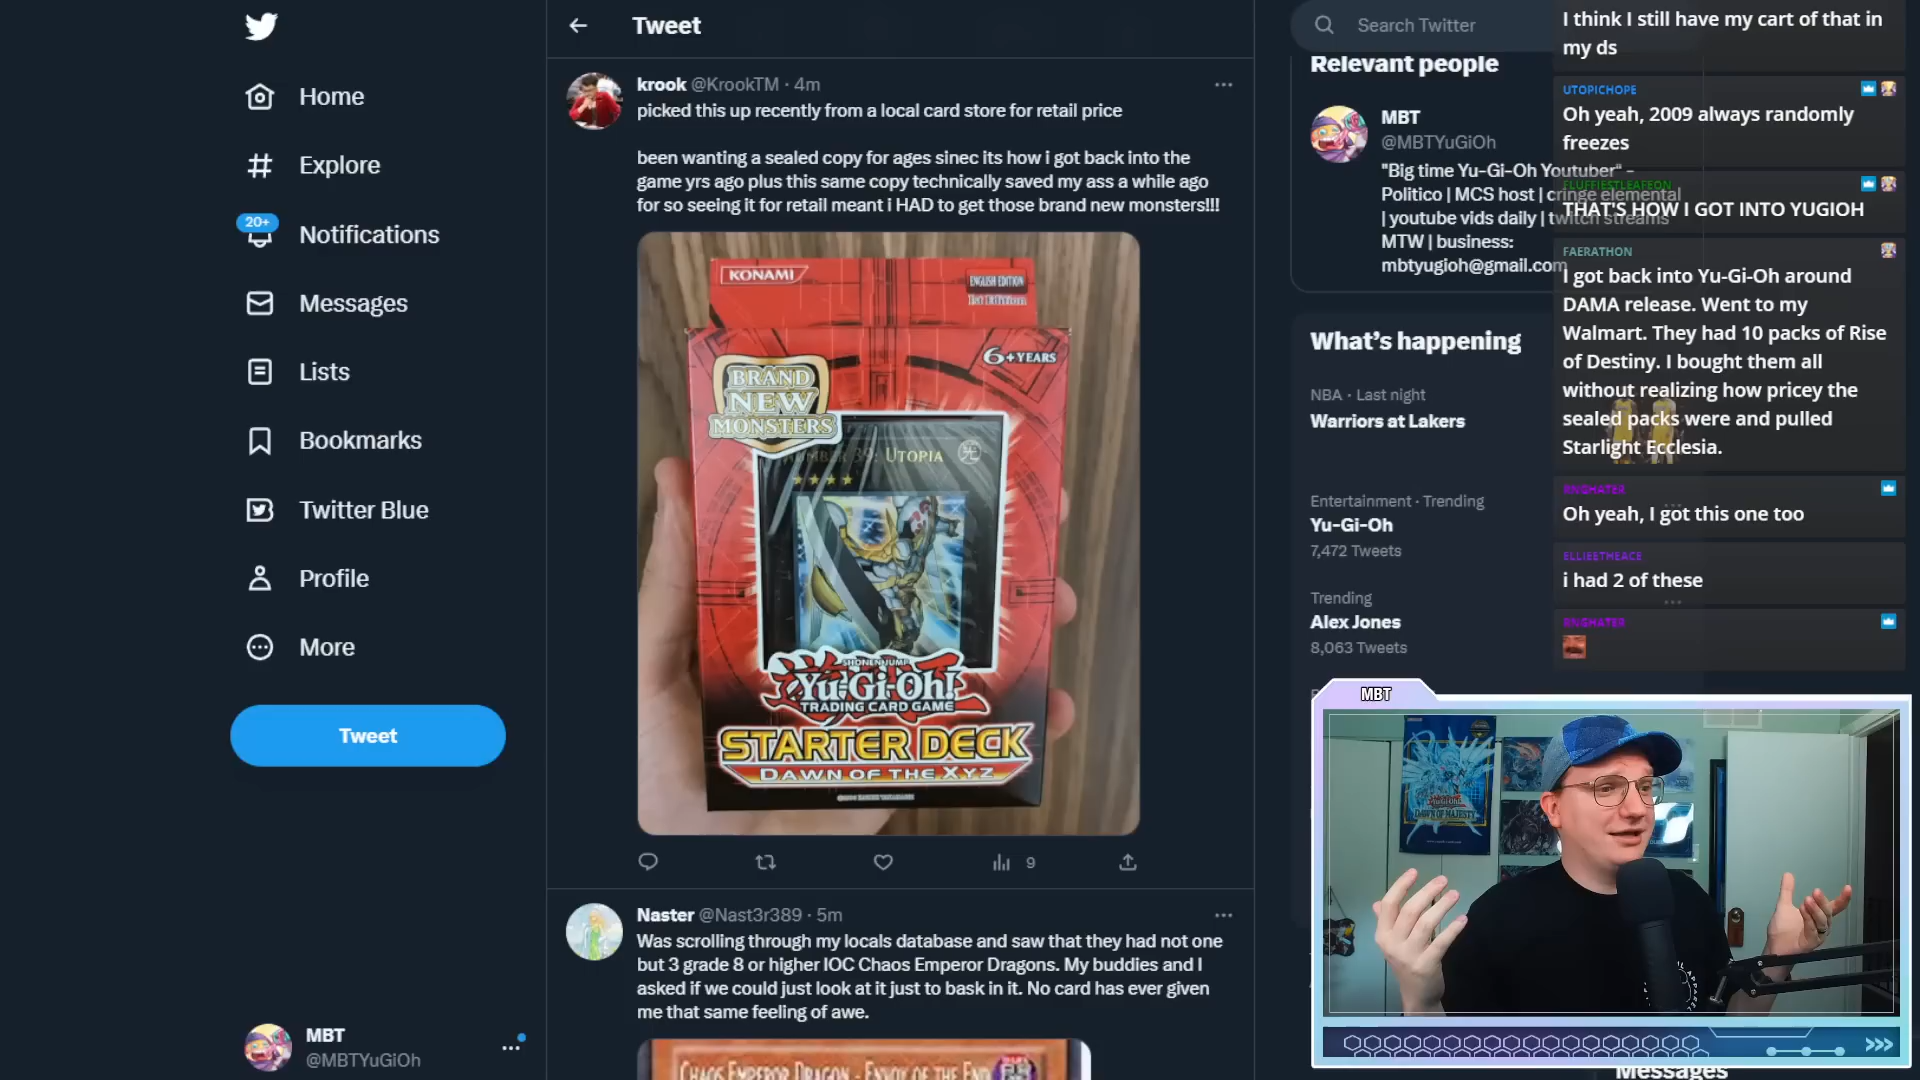 Tweet
Search Twitter
Home
Explore
20+
Notifications
Messages
Lists
Bookmarks
Twitter Blue
Profile
More
Tweet
MBT
@MBTYuGiOh
krook @KrookTM · 4m
picked this up recently from a local card store for retail price
been wanting a sealed copy for ages sinec its how i got back into the
game yrs ago plus this same copy technically saved my ass a while ago
for so seeing it for retail meant i HAD to get those brand new monsters!!!
KONAMI
ENGLISH EDITION
1st Edition
6+YEARS
BRAND
NEW
MONSTERS
NUMBER 39: UTOPIA
SHONEN JUMP
Yu-Gi-Oh!
TRADING CARD GAME
STARTER DECK
DAWN OF THE XYZ
9
Naster @Nast3r389 · 5m
Was scrolling through my locals database and saw that they had not one
but 3 grade 8 or higher IOC Chaos Emperor Dragons. My buddies and I
asked if we could just look at it just to bask in it. No card has ever given
me that same feeling of awe.
CHAOS EMPEROR DRAGON - ENVOY OF THE END
Relevant people
MBT
@MBTYuGiOh
"Big time Yu-Gi-Oh Youtuber" -
Politico | MCS host | cringe elemental
| youtube vids daily | twitch streams
MTW | business:
mbtyugioh@gmail.com
What's happening
NBA · Last night
Warriors at Lakers
Entertainment · Trending
Yu-Gi-Oh
7,472 Tweets
Trending
Alex Jones
8,063 Tweets
I think I still have my cart of that in
my ds
UTOPICHOPE
Oh yeah, 2009 always randomly
freezes
FLUFFIESTLEAFEON
THAT'S HOW I GOT INTO YUGIOH
FAERATHON
I got back into Yu-Gi-Oh around
DAMA release. Went to my
Walmart. They had 10 packs of Rise
of Destiny. I bought them all
without realizing how pricey the
sealed packs were and pulled
Starlight Ecclesia.
RNGHATER
Oh yeah, I got this one too
ELLIEETHEACE
i had 2 of these
RNGHATER
MBT
Yu-Gi-Oh!
DAWN OF MAJESTY
Messages